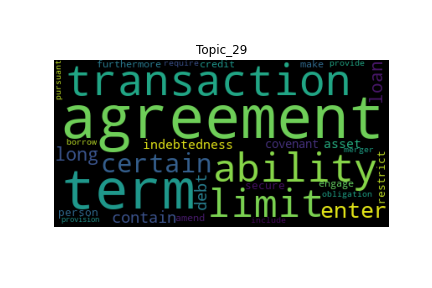 Topic_29
furthermore require credit make provide
pursuant
transaction
loan
agreement
borrow indebtedness covenant asset
merger
long certain ability
debt
secure engage
restrict
term
obligation
person contain limit enter
provision amend include